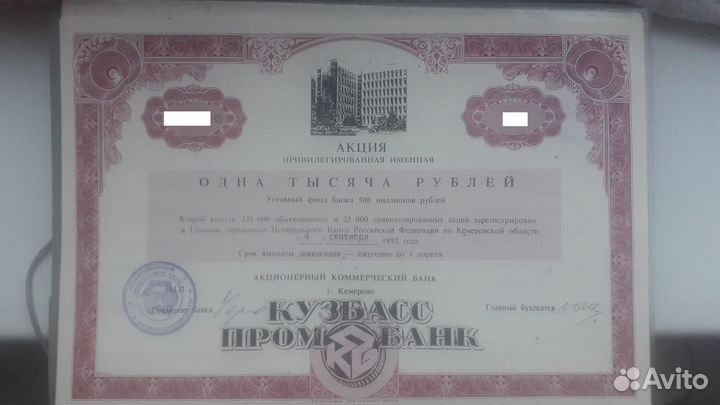 АКЦИЯ
ПРИВИЛЕГИРОВАННАЯ ИМЕННАЯ
ОДНА ТЫСЯЧА РУБЛЕЙ
Уставный фонд банка 500 миллионов рублей
Второй выпуск 225 000 обыкновенных и 25 000 привилегированных акций зарегистрирован
в Главном управлении Центрального Банка Российской Федерации по Кемеровской области
4 сентября 1992 года.
Срок выплаты дивидендов — ежегодно до 1 апреля.
АКЦИОНЕРНЫЙ КОММЕРЧЕСКИЙ БАНК
г. Кемерово
М.П.
Президент банка
Главный бухгалтер
КУЗБАСС
ПРОМ БАНК
Avito